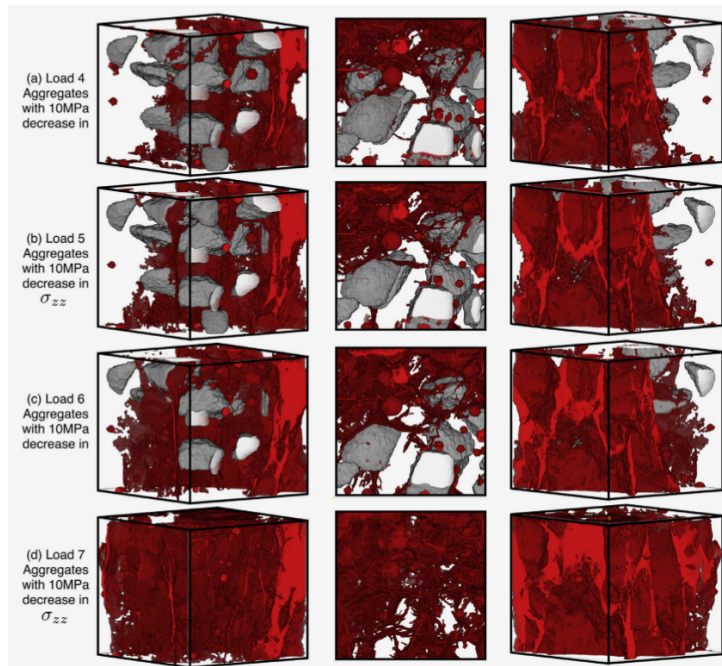 (a) Load 4
Aggregates
with 10MPa
decrease in
(b) Load 5
Aggregates
with 10MPa
decrease in
σzz
(c) Load 6
Aggregates
with 10MPa
decrease in
(d) Load 7
Aggregates
with 10MPa
decrease in
σzz